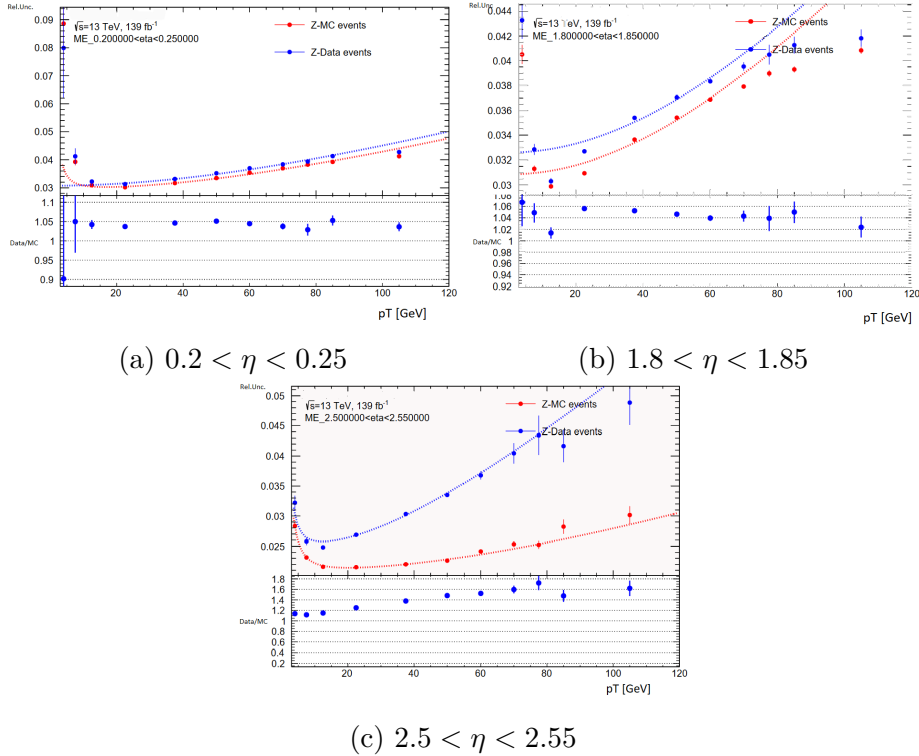 Rel.Unc.
√s=13 TeV, 139 fb-1
ME_0.200000<eta<0.250000
Z-MC events
Z-Data events
0.09
0.08
0.07
0.06
0.05
0.04
0.03
1.1
1.05
1
0.95
0.9
Data/MC
20 40 60 80 100 120
pT [GeV]
(a) 0.2 < η < 0.25
0.044
0.042
0.04
0.038
0.036
0.034
0.032
0.03
√s=13 TeV, 139 fb-1
ME_1.800000<eta<1.850000
Z-MC events
Z-Data events
1.08
1.06
1.04
1.02
1
0.98
0.96
0.94
0.92
Data/MC
20 40 60 80 100 120
pT [GeV]
(b) 1.8 < η < 1.85
Rel.Unc.
√s=13 TeV, 139 fb-1
ME_2.500000<eta<2.550000
Z-MC events
Z-Data events
0.05
0.045
0.04
0.035
0.03
0.025
1.8
1.6
1.4
1.2
1
0.8
0.6
0.4
0.2
Data/MC
20 40 60 80 100 120
pT [GeV]
(c) 2.5 < η < 2.55